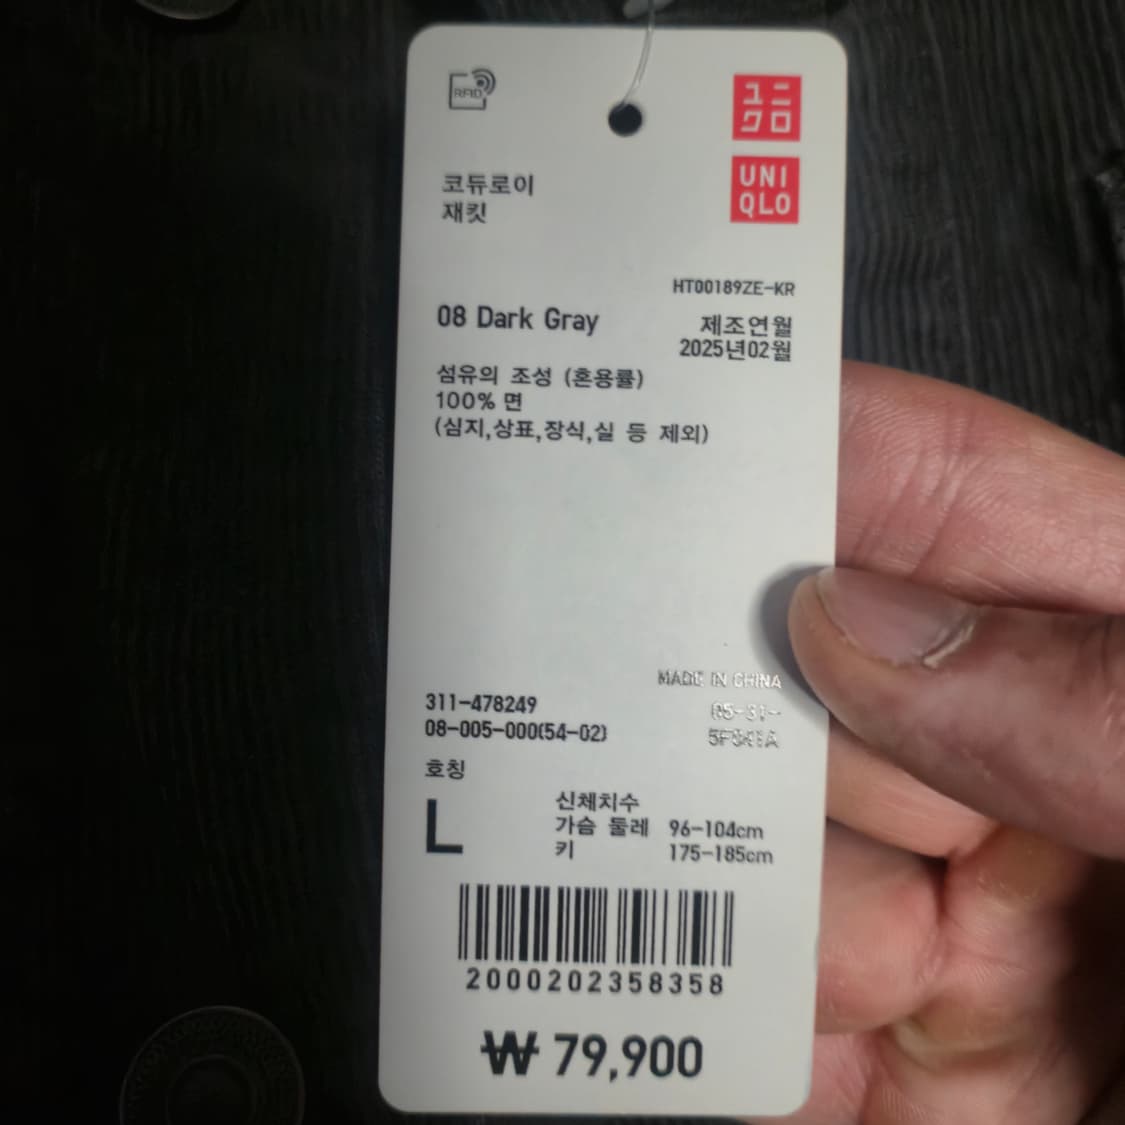 RFID
ユニ
クロ
UNI
QLO
코듀로이
재킷
HT00189ZE-KR
08 Dark Gray
제조연월
2025년02월
섬유의 조성 (혼용률)
100% 면
(심지,상표,장식,실 등 제외)
MADE IN CHINA
311-478249
08-005-000(54-02)
호칭
L
신체치수
가슴 둘레 96-104cm
키 175-185cm
2000202358358
₩ 79,900